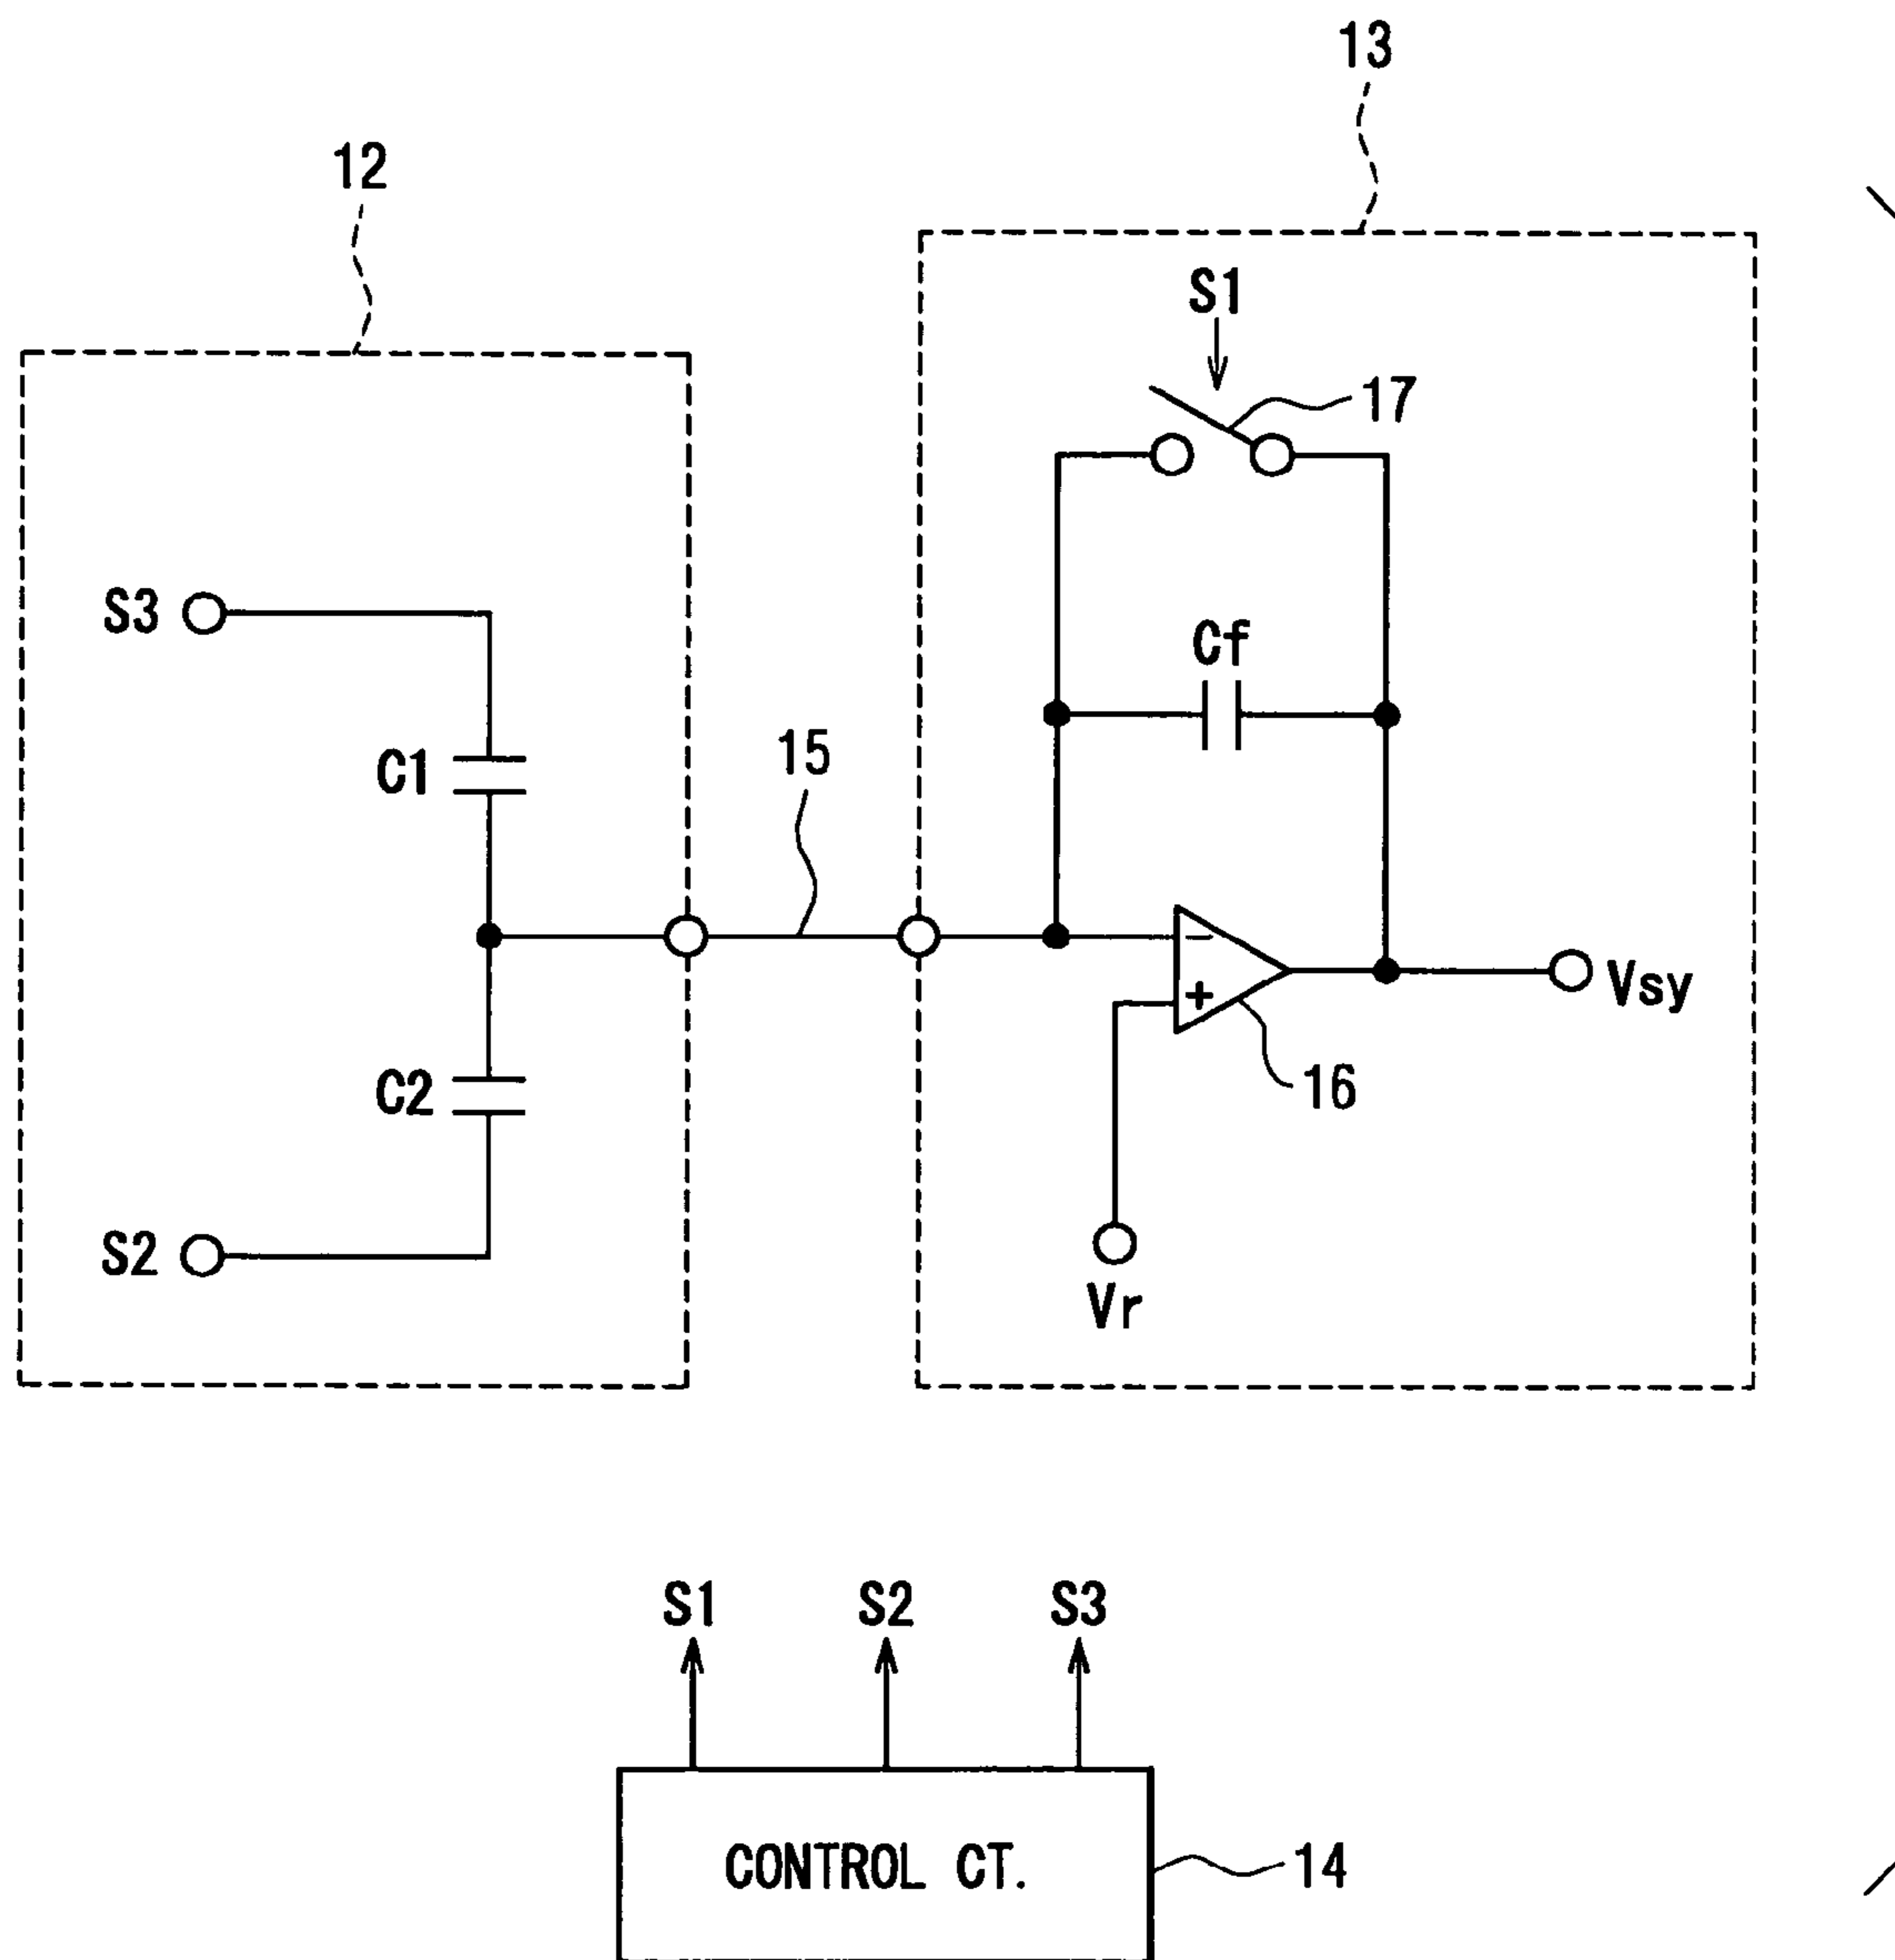 13
12
S1
17
S3
Cf
C1
15
Vsy
C2
16
S2
Vr
S1 S2 S3
CONTROL CT.
14